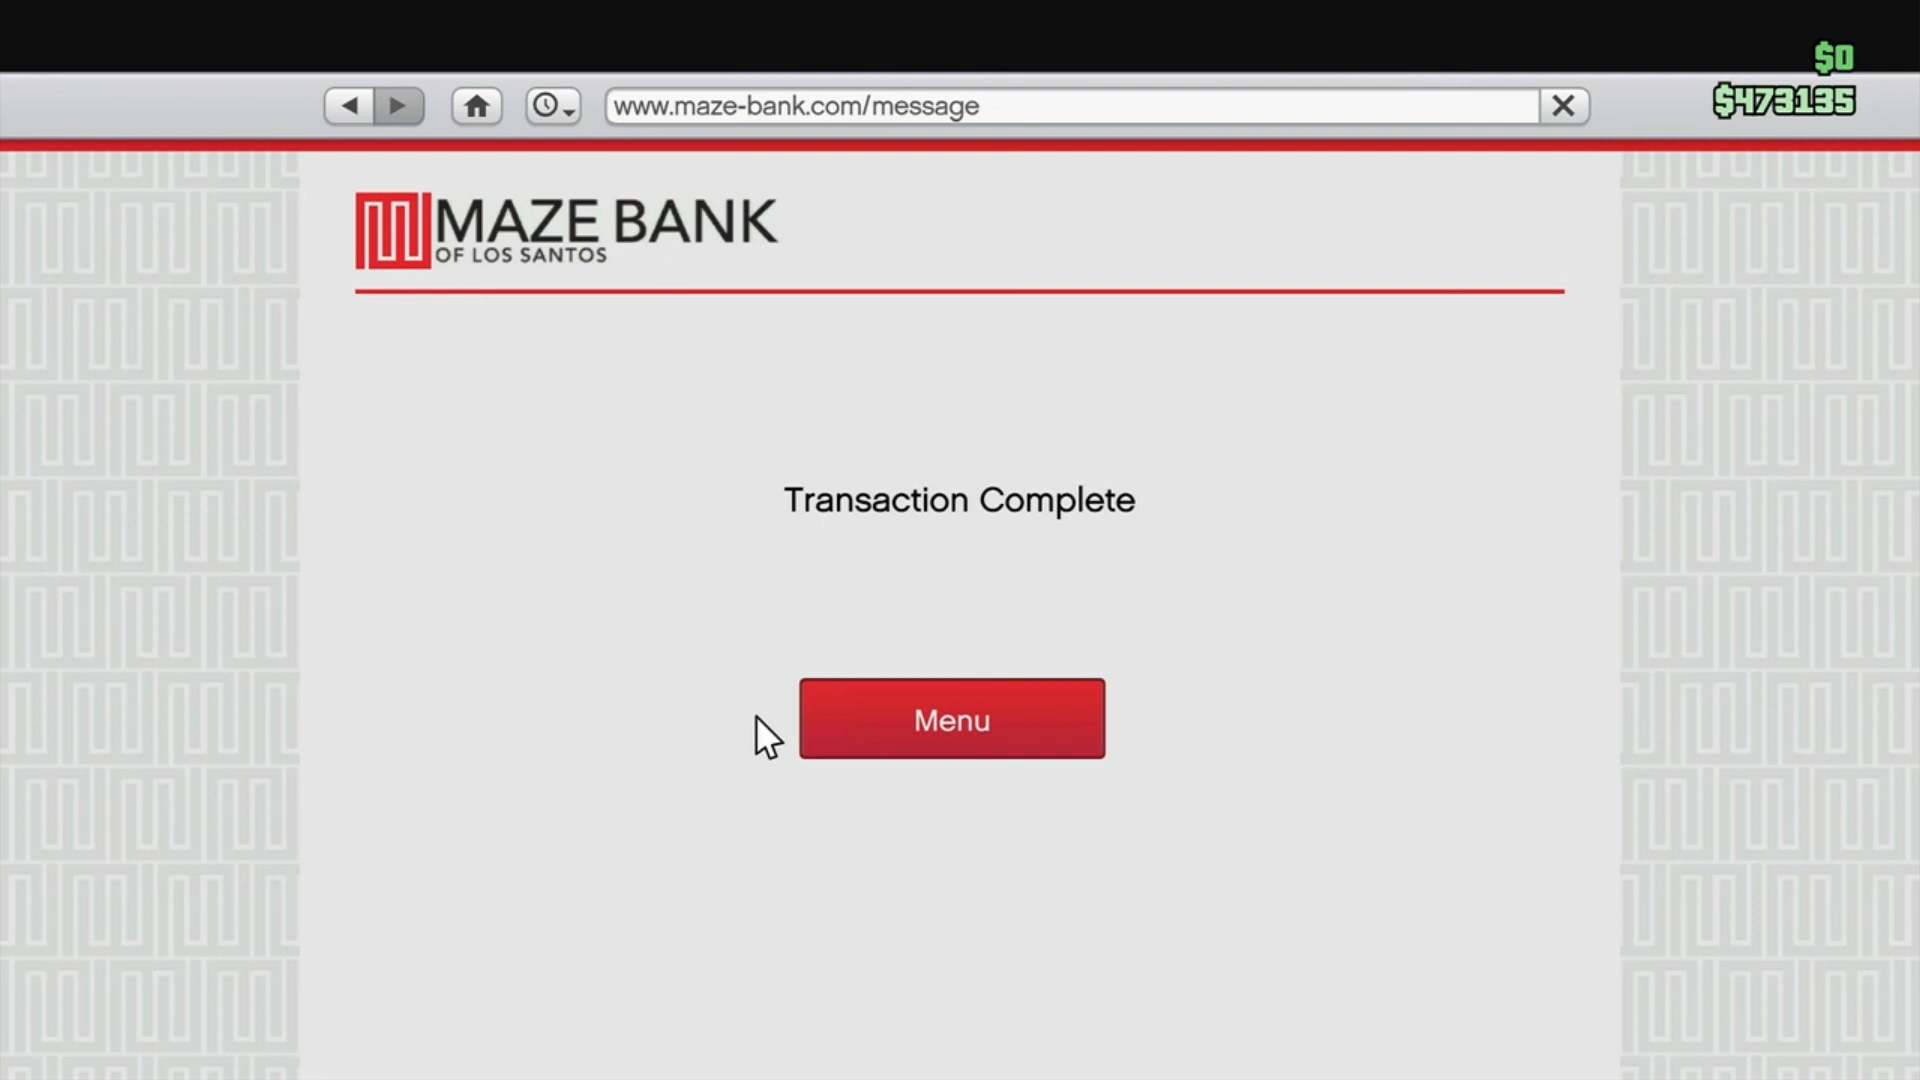 $0
www.maze-bank.com/message
$473135
MAZE BANK
OF LOS SANTOS
Transaction Complete
Menu